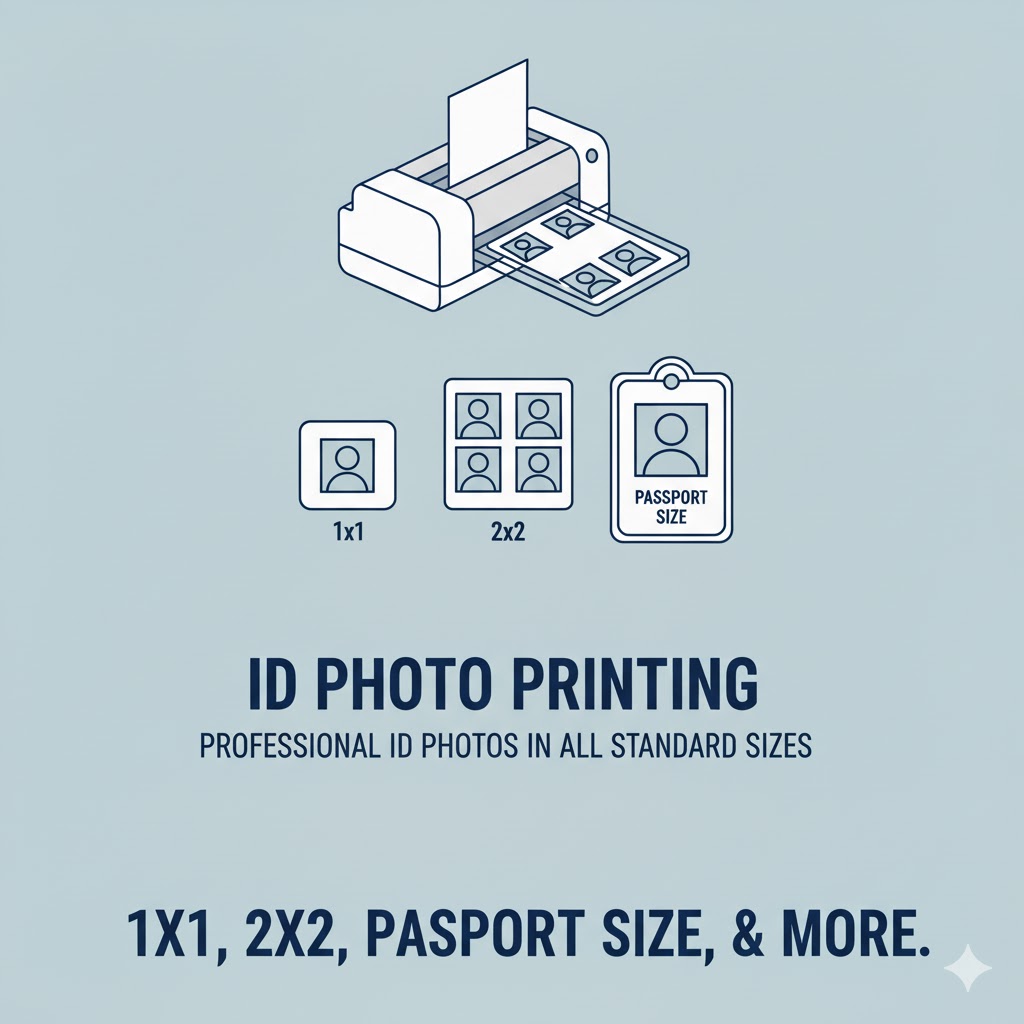 1x1
2x2
PASSPORT
SIZE
ID PHOTO PRINTING
PROFESSIONAL ID PHOTOS IN ALL STANDARD SIZES
1X1, 2X2, PASPORT SIZE, & MORE.